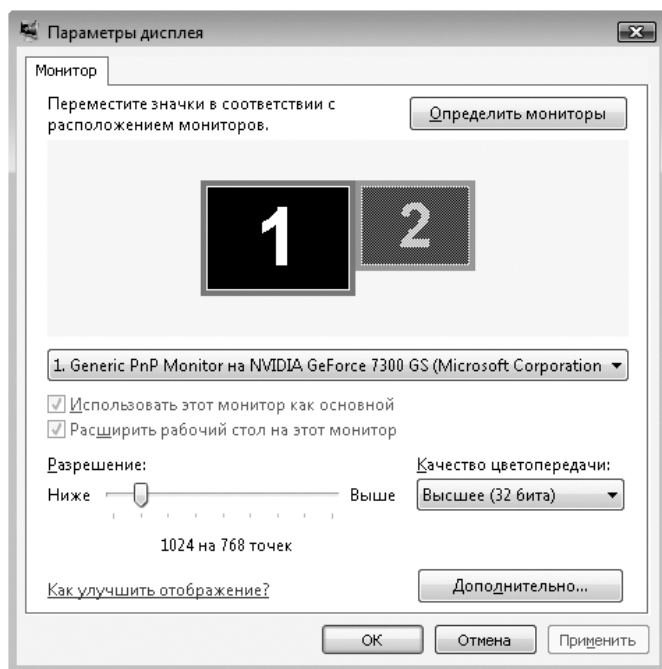 Параметры дисплея
Монитор
Переместите значки в соответствии с
расположением мониторов.
Определить мониторы
1
2
1. Generic PnP Monitor на NVIDIA GeForce 7300 GS (Microsoft Corporation
Использовать этот монитор как основной
Расширить рабочий стол на этот монитор
Разрешение:
Качество цветопередачи:
Ниже
Выше
Высшее (32 бита)
1024 на 768 точек
Как улучшить отображение?
Дополнительно...
ОК
Отмена
Применить